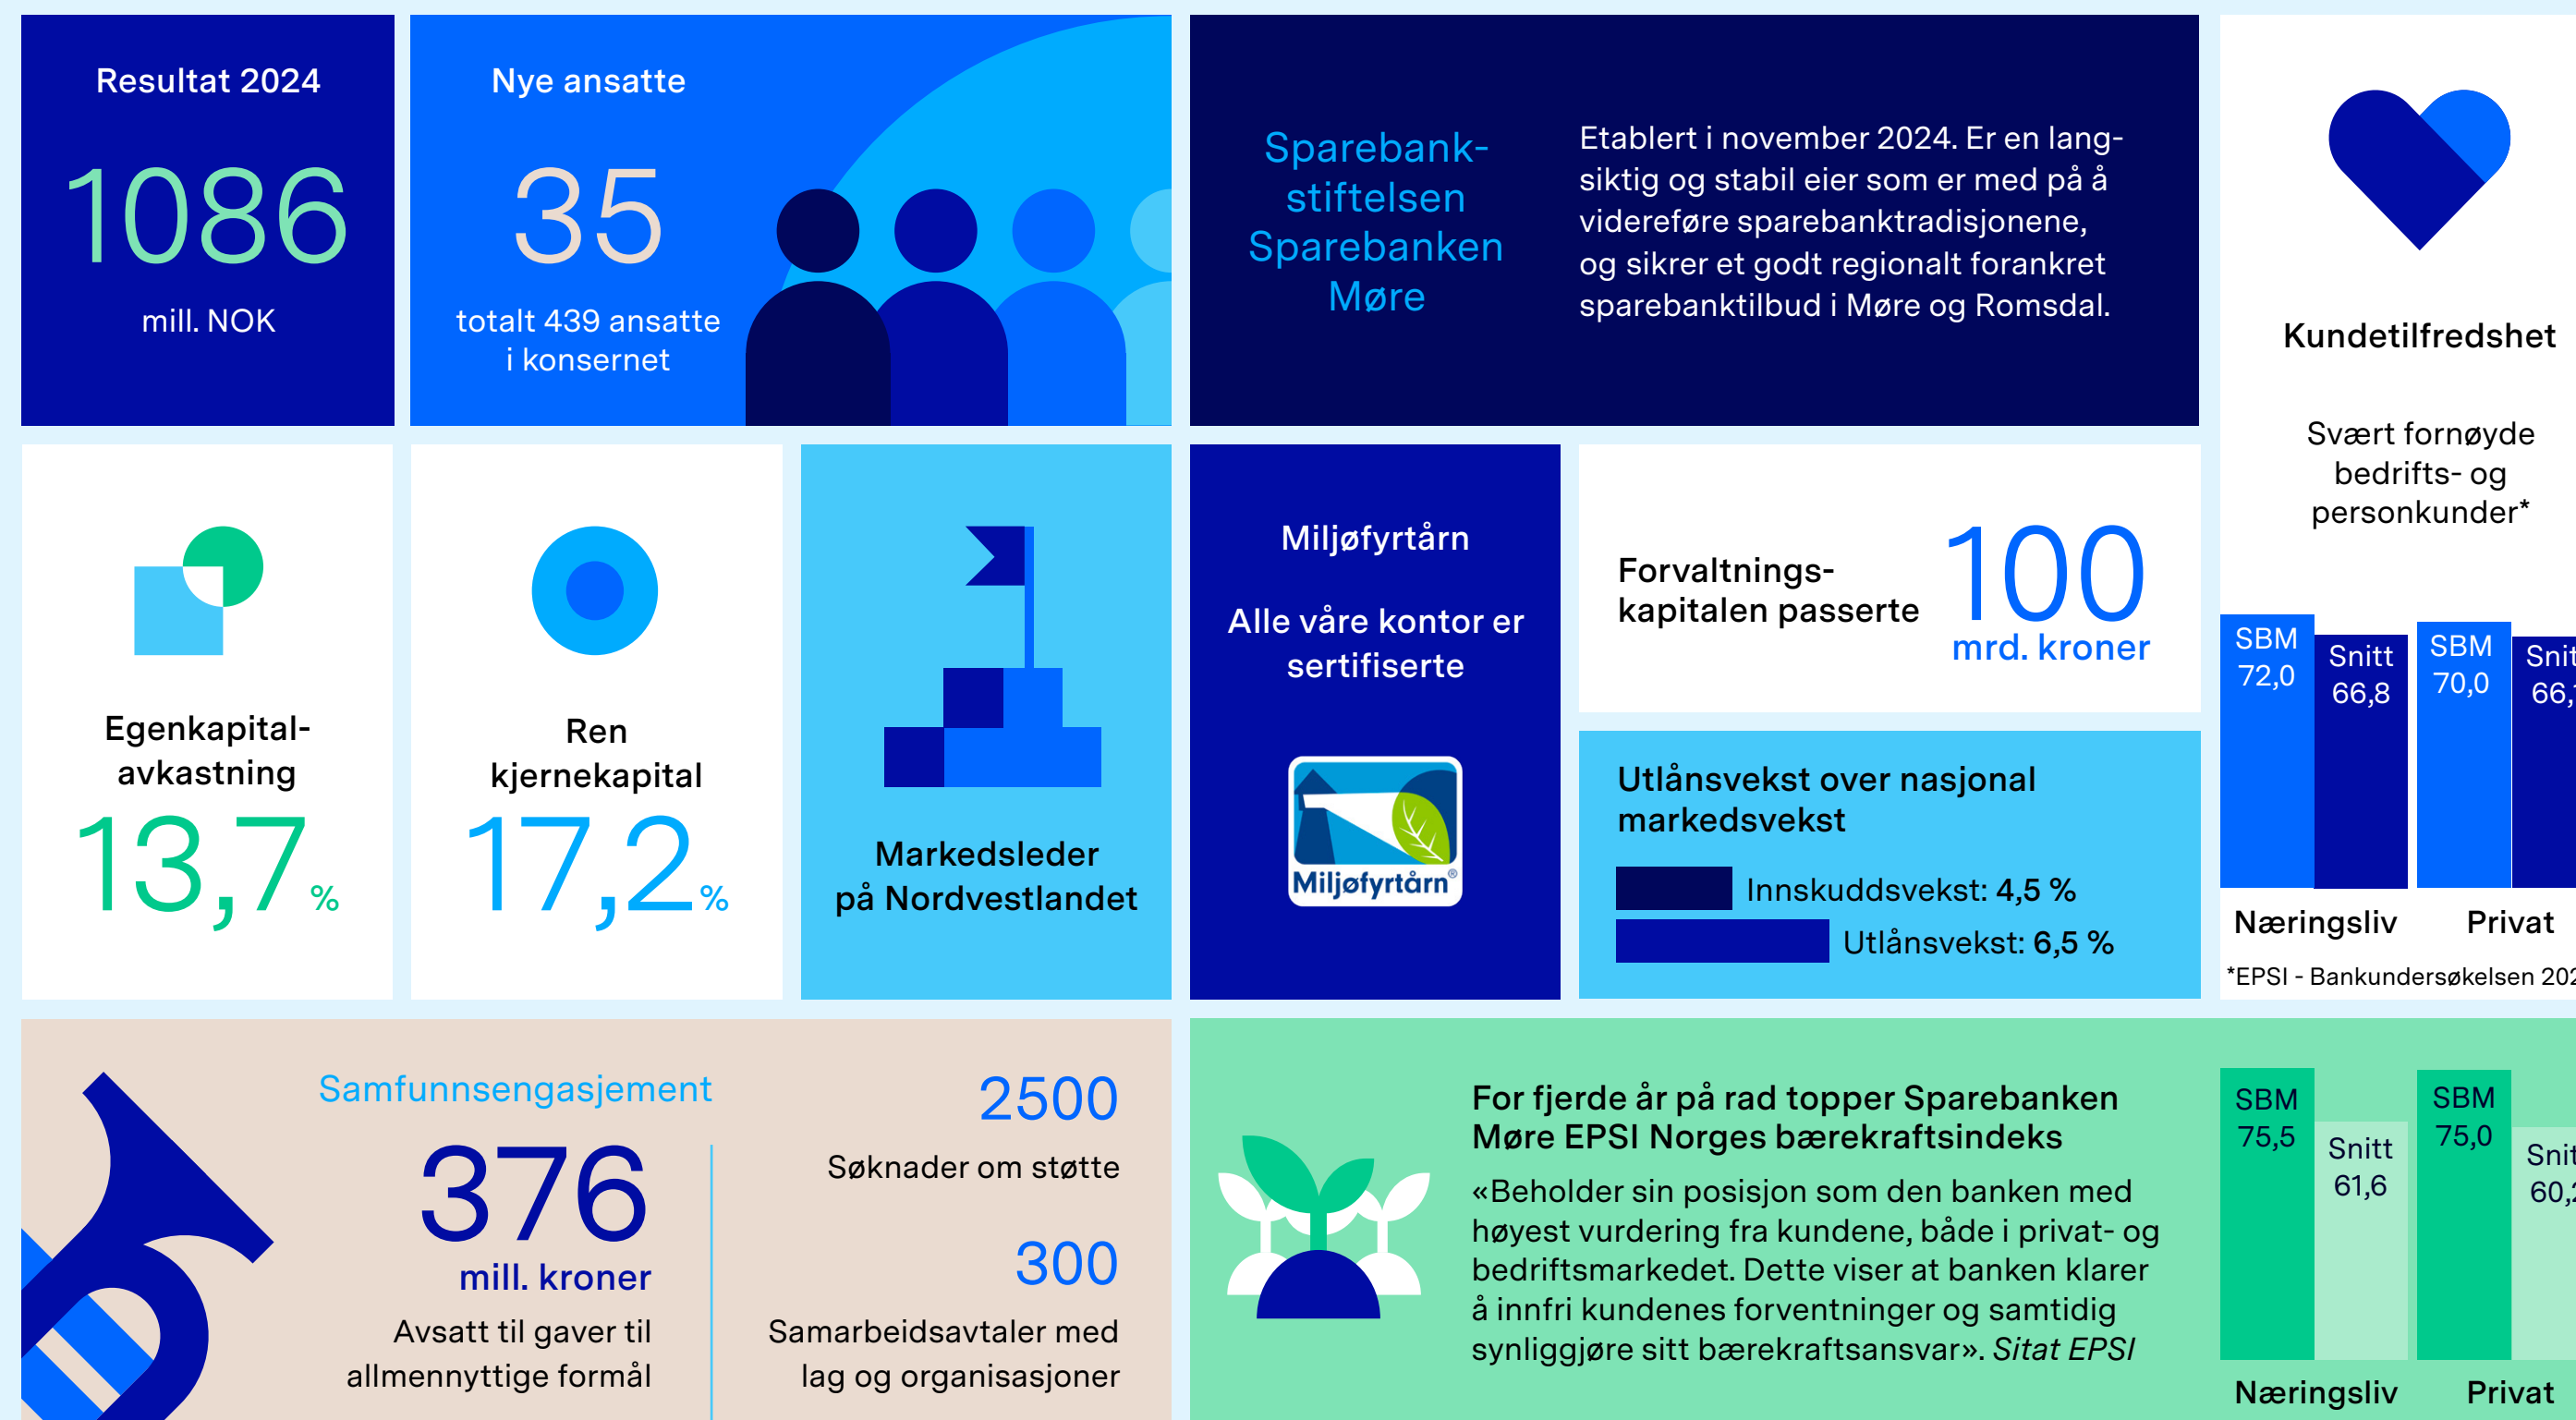 Resultat 2024
1086
mill. NOK
Nye ansatte
35
totalt 439 ansatte
i konsernet
Sparebank-
stiftelsen
Sparebanken
Møre
Etablert i november 2024. Er en lang-
siktig og stabil eier som er med på å
videreføre sparebanktradisjonene,
og sikrer et godt regionalt forankret
sparebanktilbud i Møre og Romsdal.
Kundetilfredshet
Svært fornøyde
bedrifts- og
personkunder*
SBM
72,0
Snitt
66,8
SBM
70,0
Næringsliv
Privat
*EPSI - Bankundersøkelsen
Egenkapital-
avkastning
13,7 %
Ren
kjernekapital
17,2 %
Markedsleder
på Nordvestlandet
Miljøfyrtårn
Alle våre kontor er
sertifiserte
Miljøfyrtårn®
Forvaltnings-
kapitalen passerte
100
mrd. kroner
Utlånsvekst over nasjonal
markedsvekst
Innskuddsvekst: 4,5 %
Utlånsvekst: 6,5 %
Samfunnsengasjement
376
mill. kroner
Avsatt til gaver til
allmennyttige formål
2500
Søknader om støtte
300
Samarbeidsavtaler med
lag og organisasjoner
For fjerde år på rad topper Sparebanken
Møre EPSI Norges bærekraftsindeks
«Beholder sin posisjon som den banken med
høyest vurdering fra kundene, både i privat- og
bedriftsmarkedet. Dette viser at banken klarer
å innfri kundenes forventninger og samtidig
synliggjøre sitt bærekraftsansvar». Sitat EPSI
SBM
75,5
Snitt
61,6
SBM
75,0
Næringsliv
Privat